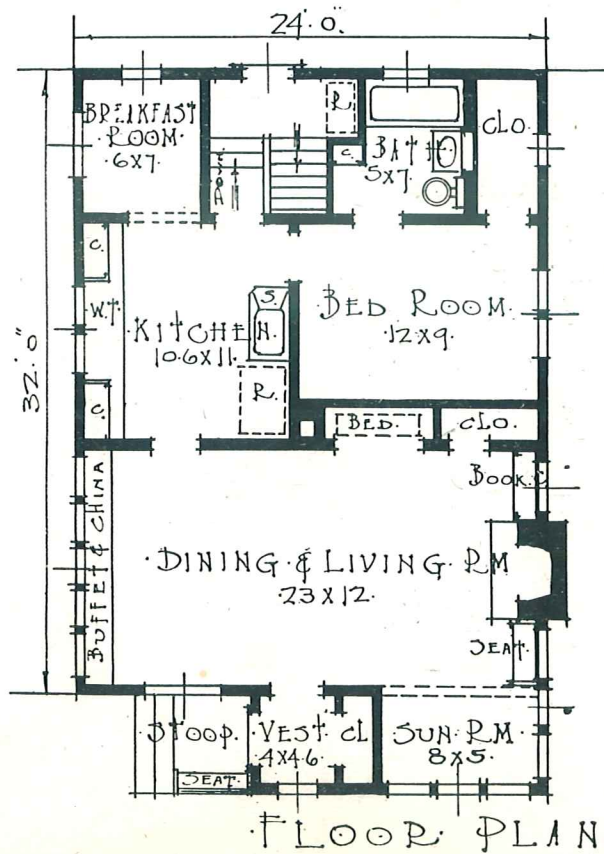 24'·0".
BREAKFAST
ROOM·
6X7·
R.
C.
BATH
5X7
CLO.
32'·0"
C.
W.T
C.
KITCHEN.
10·6X11·
S.
R.
·BED ROOM·
·12X9·
·BED.·
·CLO.
BOOK.C
BUFFET & CHINA
·DINING·&·LIVING·RM
·23X12·
SEAT.
·STOOP.
·SEAT·
VEST·
4X4·6
CL
SUN·RM
8X5·
·FLOOR· PLAN